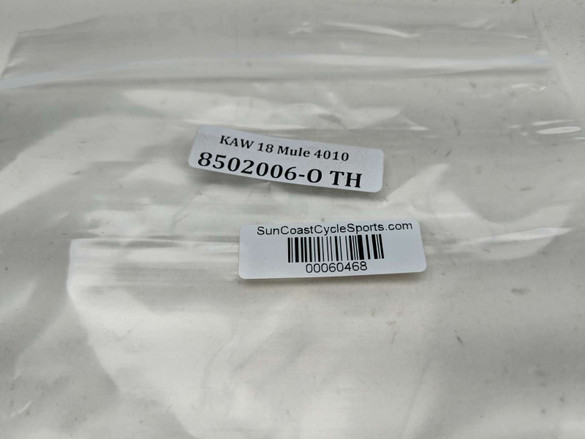 KAW 18 Mule 4010
8502006-O TH
SunCoastCycleSports.com
00060468